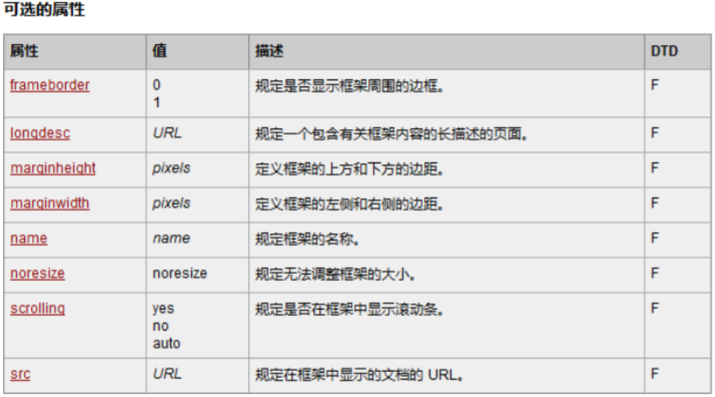 可选的属性
属性 值 描述 DTD
frameborder 0 规定是否显示框架周围的边框。 F
1
longdesc URL 规定一个包含有关框架内容的长描述的页面。 F
marginheight pixels 定义框架的上方和下方的边距。 F
marginwidth pixels 定义框架的左侧和右侧的边距。 F
name name 规定框架的名称。 F
noresize noresize 规定无法调整框架的大小。 F
scrolling yes 规定是否在框架中显示滚动条。 F
no
auto
src URL 规定在框架中显示的文档的 URL。 F